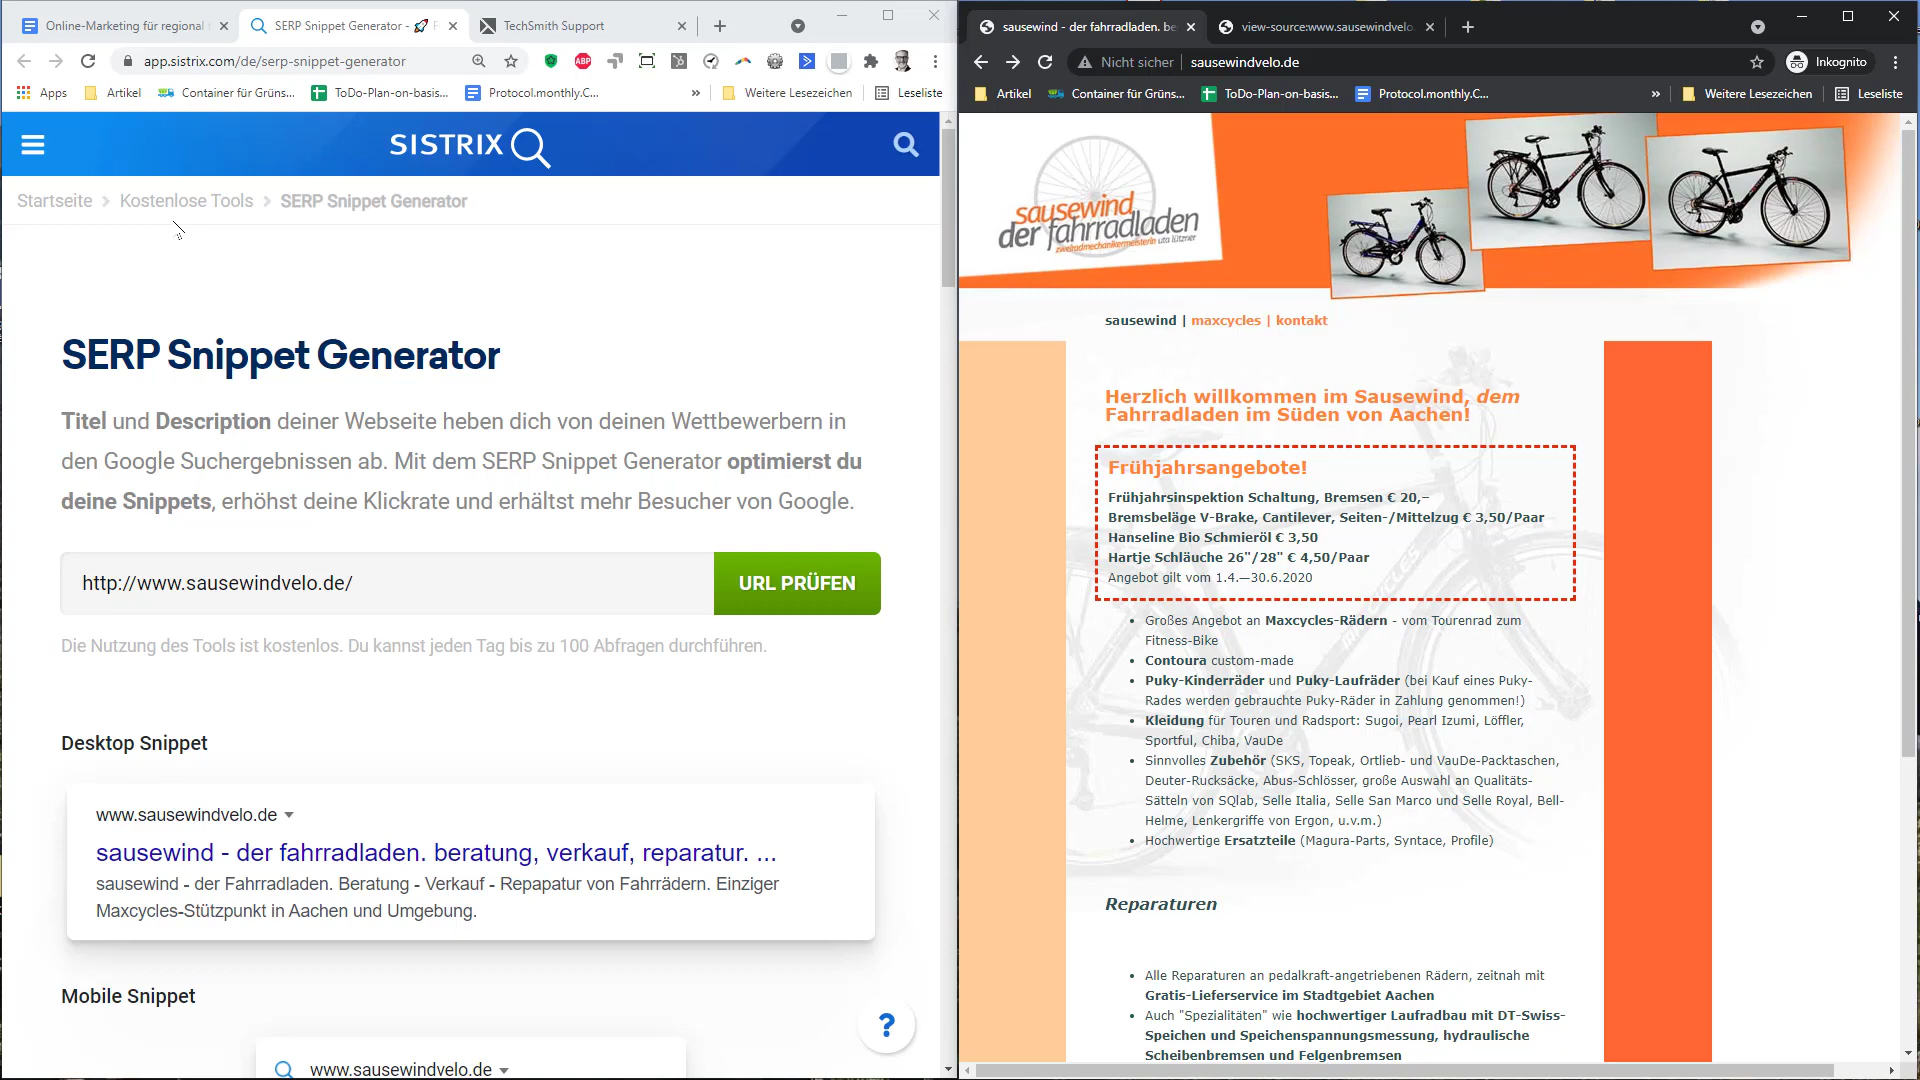 Online-Marketing für regional
SERP Snippet Generator -
TechSmith Support
app.sistrix.com/de/serp-snippet-generator
ABP
Apps
Artikel
Container für Grüns...
ToDo-Plan-on-basis...
Protocol.monthly.C...
»
Weitere Lesezeichen
Leseliste
SISTRIX
Startseite
Kostenlose Tools
SERP Snippet Generator
SERP Snippet Generator
Titel und Description deiner Webseite heben dich von deinen Wettbewerbern in
den Google Suchergebnissen ab. Mit dem SERP Snippet Generator optimierst du
deine Snippets, erhöhst deine Klickrate und erhältst mehr Besucher von Google.
http://www.sausewindvelo.de/
URL PRÜFEN
Die Nutzung des Tools ist kostenlos. Du kannst jeden Tag bis zu 100 Abfragen durchführen.
Desktop Snippet
www.sausewindvelo.de
sausewind - der fahrradladen. beratung, verkauf, reparatur. ...
sausewind - der Fahrradladen. Beratung - Verkauf - Repapatur von Fahrrädern. Einziger
Maxcycles-Stützpunkt in Aachen und Umgebung.
Mobile Snippet
?
www.sausewindvelo.de
sausewind - der fahrradladen. be
view-source:www.sausewindvelo.
Nicht sicher
sausewindvelo.de
Inkognito
Artikel
Container für Grüns...
ToDo-Plan-on-basis...
Protocol.monthly.C...
»
Weitere Lesezeichen
Leseliste
sausewind
der fahrradladen
zweiradmechanikermeisterin uta lützner
sausewind | maxcycles | kontakt
Herzlich willkommen im Sausewind, dem
Fahrradladen im Süden von Aachen!
Frühjahrsangebote!
Frühjahrsinspektion Schaltung, Bremsen € 20,–
Bremsbeläge V-Brake, Cantilever, Seiten-/Mittelzug € 3,50/Paar
Hanseline Bio Schmieröl € 3,50
Hartje Schläuche 26"/28" € 4,50/Paar
Angebot gilt vom 1.4.—30.6.2020
• Großes Angebot an Maxcycles-Rädern - vom Tourenrad zum
Fitness-Bike
• Contoura custom-made
• Puky-Kinderräder und Puky-Laufräder (bei Kauf eines Puky-
Rades werden gebrauchte Puky-Räder in Zahlung genommen!)
• Kleidung für Touren und Radsport: Sugoi, Pearl Izumi, Löffler,
Sportful, Chiba, VauDe
• Sinnvolles Zubehör (SKS, Topeak, Ortlieb- und VauDe-Packtaschen,
Deuter-Rucksäcke, Abus-Schlösser, große Auswahl an Qualitäts-
Sätteln von SQlab, Selle Italia, Selle San Marco und Selle Royal, Bell-
Helme, Lenkergriffe von Ergon, u.v.m.)
• Hochwertige Ersatzteile (Magura-Parts, Syntace, Profile)
Reparaturen
• Alle Reparaturen an pedalkraft-angetriebenen Rädern, zeitnah mit
Gratis-Lieferservice im Stadtgebiet Aachen
• Auch "Spezialitäten" wie hochwertiger Laufradbau mit DT-Swiss-
Speichen und Speichenspannungsmessung, hydraulische
Scheibenbremsen und Felgenbremsen